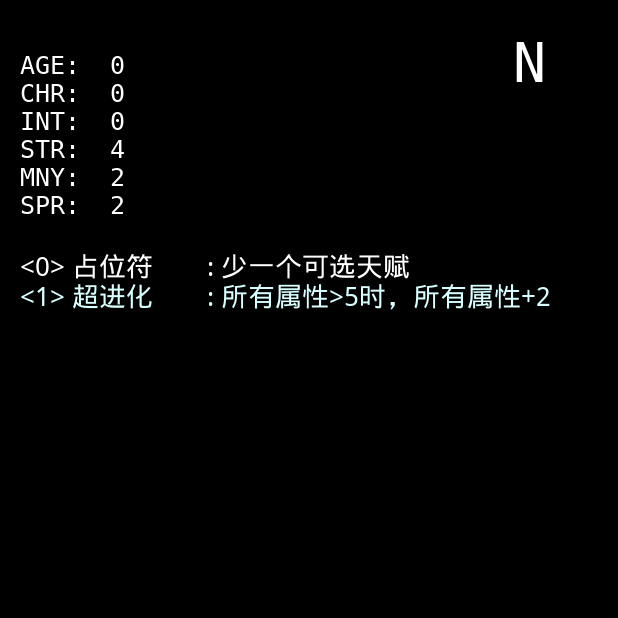 N
AGE: 0
CHR: 0
INT: 0
STR: 4
MNY: 2
SPR: 2
<0> 占位符 :少一个可选天赋
<1> 超进化 :所有属性>5时，所有属性+2